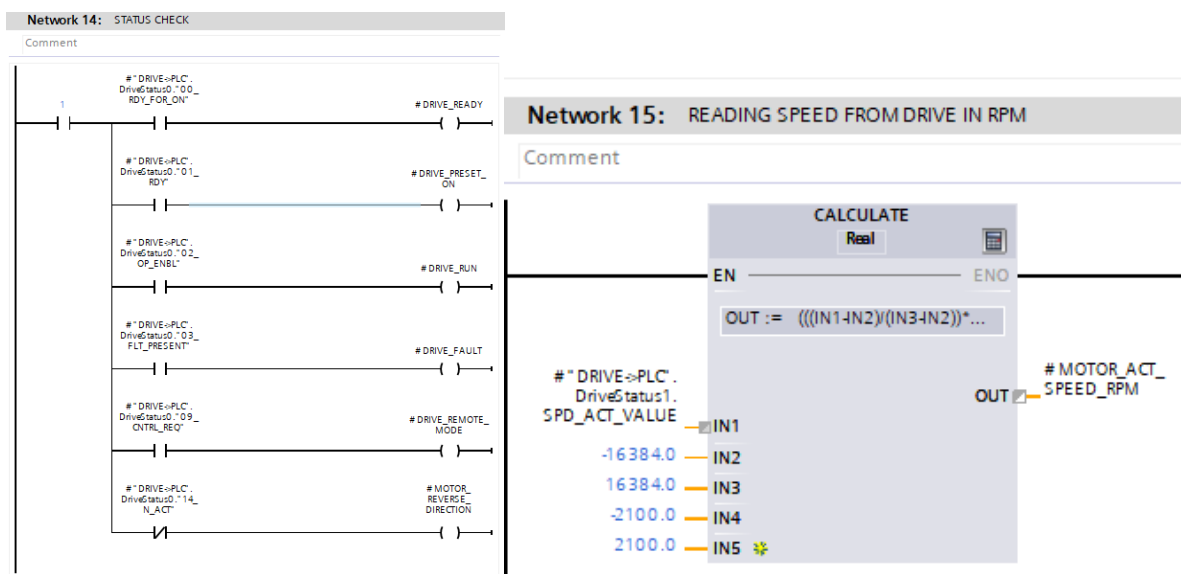 Network 14: STATUS CHECK
Comment
1
#"DRIVE->PLC".
DriveStatus0."00_
RDY_FOR_ON"
#DRIVE_READY
#"DRIVE->PLC".
DriveStatus0."01_
RDY"
#DRIVE_PRESET_
ON
#"DRIVE->PLC".
DriveStatus0."02_
OP_ENBL"
#DRIVE_RUN
#"DRIVE->PLC".
DriveStatus0."03_
FLT_PRESENT"
#DRIVE_FAULT
#"DRIVE->PLC".
DriveStatus0."09_
CNTRL_REQ"
#DRIVE_REMOTE_
MODE
#"DRIVE->PLC".
DriveStatus0."14_
N_ACT"
#MOTOR_
REVERSE_
DIRECTION
Network 15: READING SPEED FROM DRIVE IN RPM
Comment
CALCULATE
Real
EN
ENO
OUT := (((IN1-IN2)/(IN3-IN2))*...
#"DRIVE->PLC".
DriveStatus1.
SPD_ACT_VALUE
IN1
-16384.0 IN2
16384.0 IN3
-2100.0 IN4
2100.0 IN5
OUT
#MOTOR_ACT_
SPEED_RPM